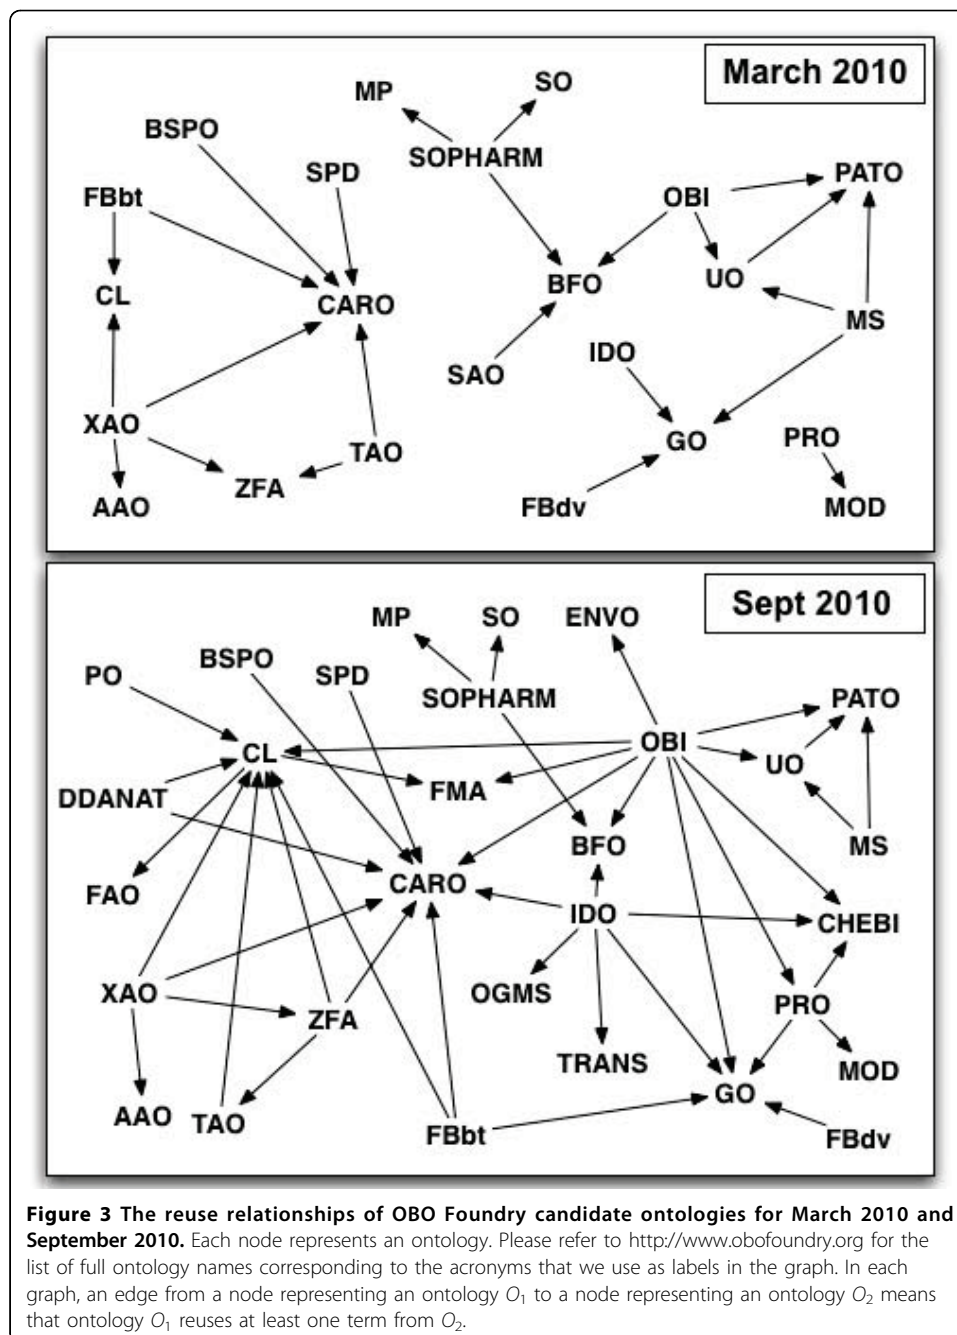 March 2010
SO
MP
BSPO
SOPHARM
SPD
PATO
FBbt
OBI
UO
BFO
CL
CARO
MS
IDO
SAO
XAO
PRO
GO
TAO
ZFA
AAO
FBdv
MOD
Sept 2010
MP
SO
ENVO
BSPO
PO
SPD
SOPHARM
PATO
OBI
CL
UO
FMA
DDANAT
BFO
MS
CARO
FAO
IDO
CHEBI
XAO
OGMS
PRO
ZFA
TRANS
MOD
GO
AAO
TAO
FBbt
FBdv
Figure 3 The reuse relationships of OBO Foundry candidate ontologies for March 2010 and
September 2010. Each node represents an ontology. Please refer to http://www.obofoundry.org for the
list of full ontology names corresponding to the acronyms that we use as labels in the graph. In each
graph, an edge from a node representing an ontology O1 to a node representing an ontology O2 means
that ontology O1 reuses at least one term from O2.